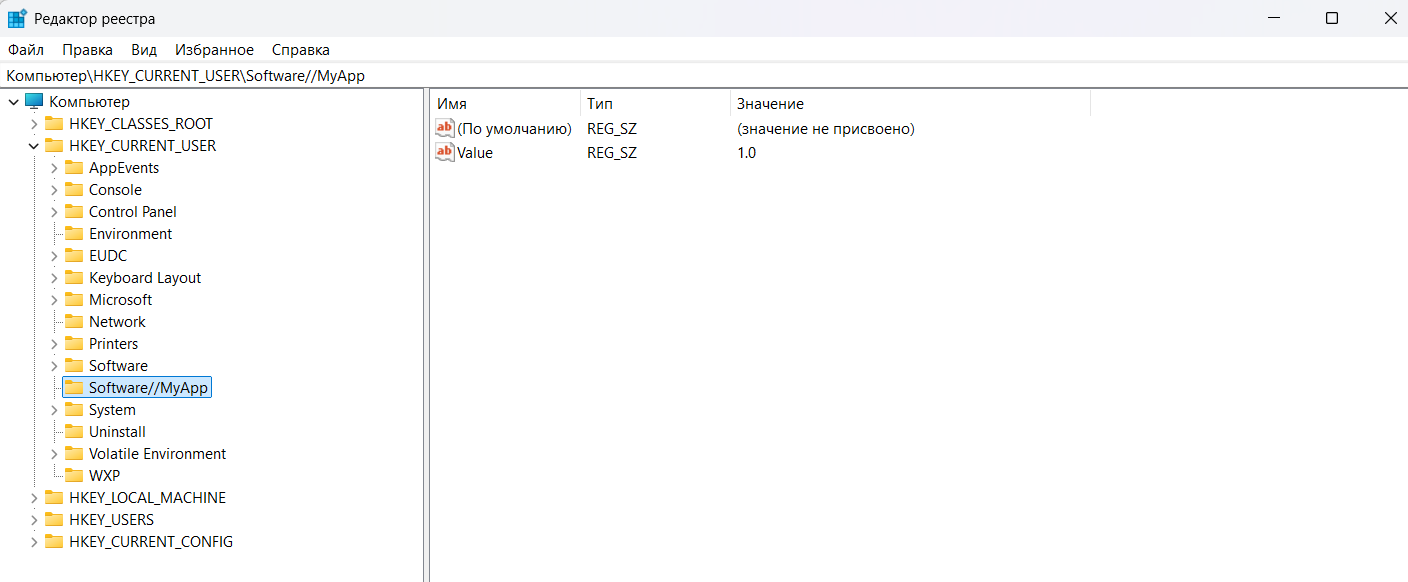 Редактор реестра
Файл Правка Вид Избранное Справка
Компьютер\HKEY_CURRENT_USER\Software//MyApp
Компьютер
HKEY_CLASSES_ROOT
HKEY_CURRENT_USER
AppEvents
Console
Control Panel
Environment
EUDC
Keyboard Layout
Microsoft
Network
Printers
Software
Software//MyApp
System
Uninstall
Volatile Environment
WXP
HKEY_LOCAL_MACHINE
HKEY_USERS
HKEY_CURRENT_CONFIG
Имя Тип Значение
ab (По умолчанию) REG_SZ (значение не присвоено)
ab Value REG_SZ 1.0